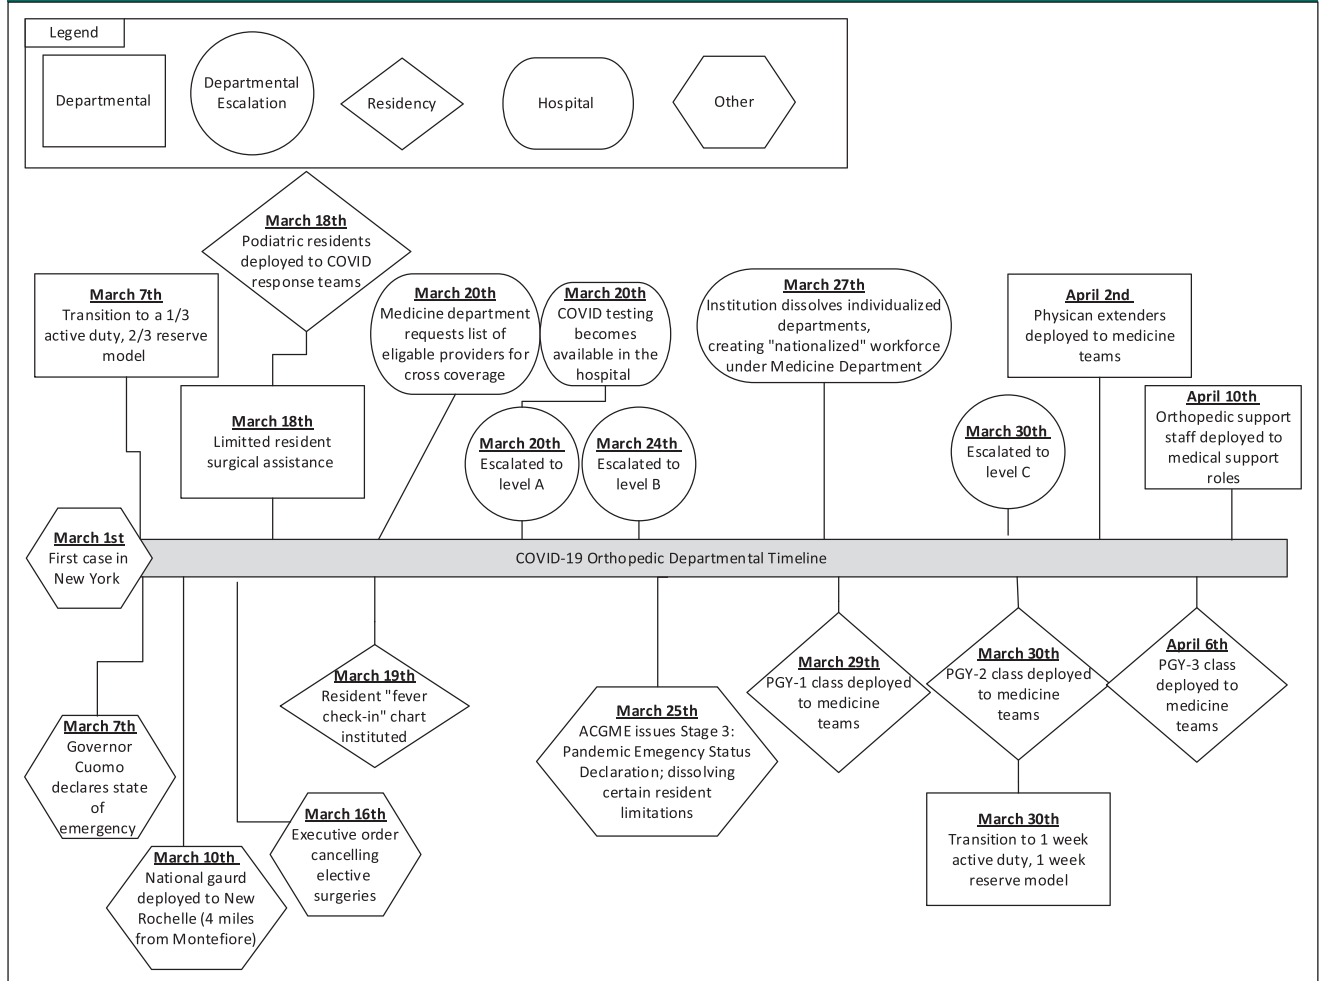 Legend
Departmental
Departmental
Escalation
Residency
Hospital
Other
March 18th
Podiatric residents
deployed to COVID
response teams
March 7th
Transition to a 1/3
active duty, 2/3 reserve
model
March 18th
Limitted resident
surgical assistance
March 20th
Medicine department
requests list of
eligable providers for
cross coverage
March 20th
COVID testing
becomes
available in the
hospital
March 20th
Escalated to
level A
March 24th
Escalated to
level B
March 27th
Institution dissolves individualized
departments,
creating "nationalized" workforce
under Medicine Department
March 30th
Escalated to
level C
April 2nd
Physican extenders
deployed to medicine
teams
April 10th
Orthopedic support
staff deployed to
medical support
roles
March 1st
First case in
New York
COVID-19 Orthopedic Departmental Timeline
March 7th
Governor
Cuomo
declares state
of
emergency
March 10th
National gaurd
deployed to New
Rochelle (4 miles
from Montefiore)
March 16th
Executive order
cancelling
elective
surgeries
March 19th
Resident "fever
check-in" chart
instituted
March 25th
ACGME issues Stage 3:
Pandemic Emegency Status
Declaration; dissolving
certain resident
limitations
March 29th
PGY-1 class deployed
to medicine
teams
March 30th
PGY-2 class deployed
to medicine
teams
April 6th
PGY-3 class
deployed to
medicine
teams
March 30th
Transition to 1 week
active duty, 1 week
reserve model